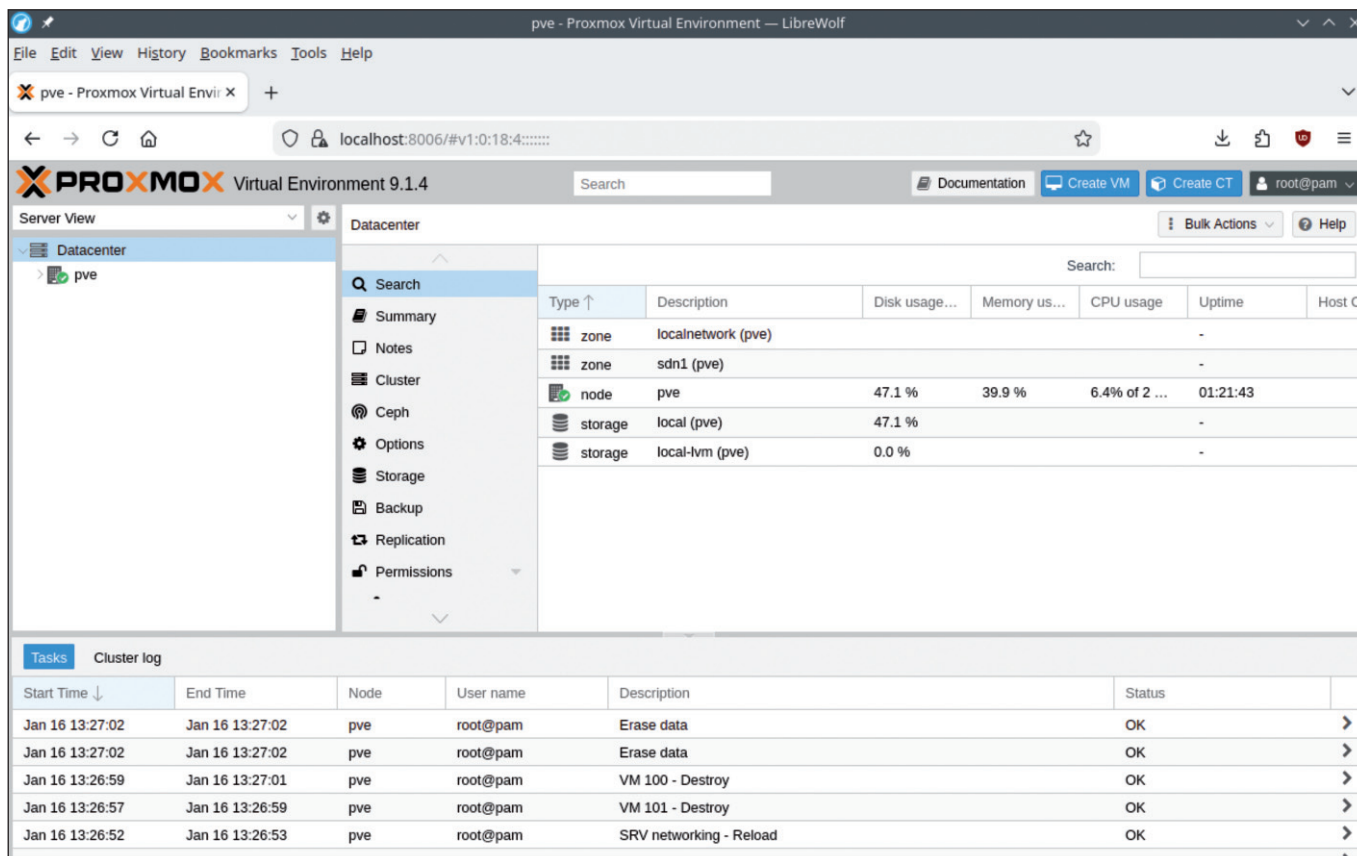 pve - Proxmox Virtual Environment — LibreWolf
File Edit View History Bookmarks Tools Help
pve - Proxmox Virtual Envir
localhost:8006/#v1:0:18:4:::::::
PROXMOX Virtual Environment 9.1.4 Search Documentation Create VM Create CT root@pam
Server View
Datacenter
pve
Datacenter Bulk Actions Help
Search
Summary
Notes
Cluster
Ceph
Options
Storage
Backup
Replication
Permissions
Search:
Type Description Disk usage... Memory us... CPU usage Uptime Host C
zone localnetwork (pve) -
zone sdn1 (pve) -
node pve 47.1 % 39.9 % 6.4% of 2 ... 01:21:43
storage local (pve) 47.1 % -
storage local-lvm (pve) 0.0 % -
Tasks Cluster log
Start Time End Time Node User name Description Status
Jan 16 13:27:02 Jan 16 13:27:02 pve root@pam Erase data OK
Jan 16 13:27:02 Jan 16 13:27:02 pve root@pam Erase data OK
Jan 16 13:26:59 Jan 16 13:27:01 pve root@pam VM 100 - Destroy OK
Jan 16 13:26:57 Jan 16 13:26:59 pve root@pam VM 101 - Destroy OK
Jan 16 13:26:52 Jan 16 13:26:53 pve root@pam SRV networking - Reload OK